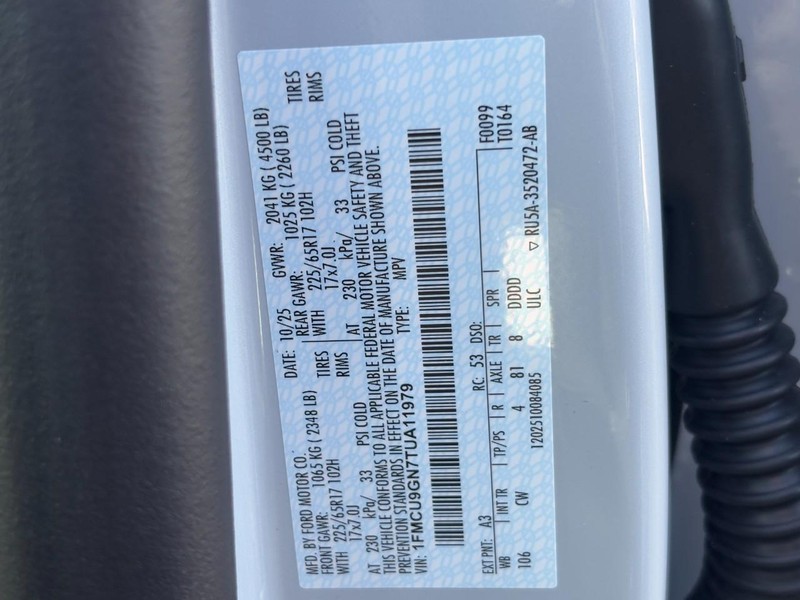 MFD. BY FORD MOTOR CO. DATE: 10/25 GVWR: 2041 KG ( 4500 LB)
FRONT GAWR: 1065 KG ( 2348 LB) REAR GAWR: 1025 KG ( 2260 LB)
WITH 225/65R17 102H TIRES WITH 225/65R17 102H TIRES
17x7.0J RIMS 17x7.0J RIMS
AT 230 kPa/ 33 PSI COLD AT 230 kPa/ 33 PSI COLD
THIS VEHICLE CONFORMS TO ALL APPLICABLE FEDERAL MOTOR VEHICLE SAFETY AND THEFT
PREVENTION STANDARDS IN EFFECT ON THE DATE OF MANUFACTURE SHOWN ABOVE.
VIN: 1FMCU9GN7TUA11979 TYPE: MPV
EXT PNT: A3 RC: 53 DSO: F0099
WB INT TR TP/PS R AXLE TR SPR T0164
106 CW 4 81 8 DDDD
1202510084085 UILC ▽ RU5A-3520472-AB